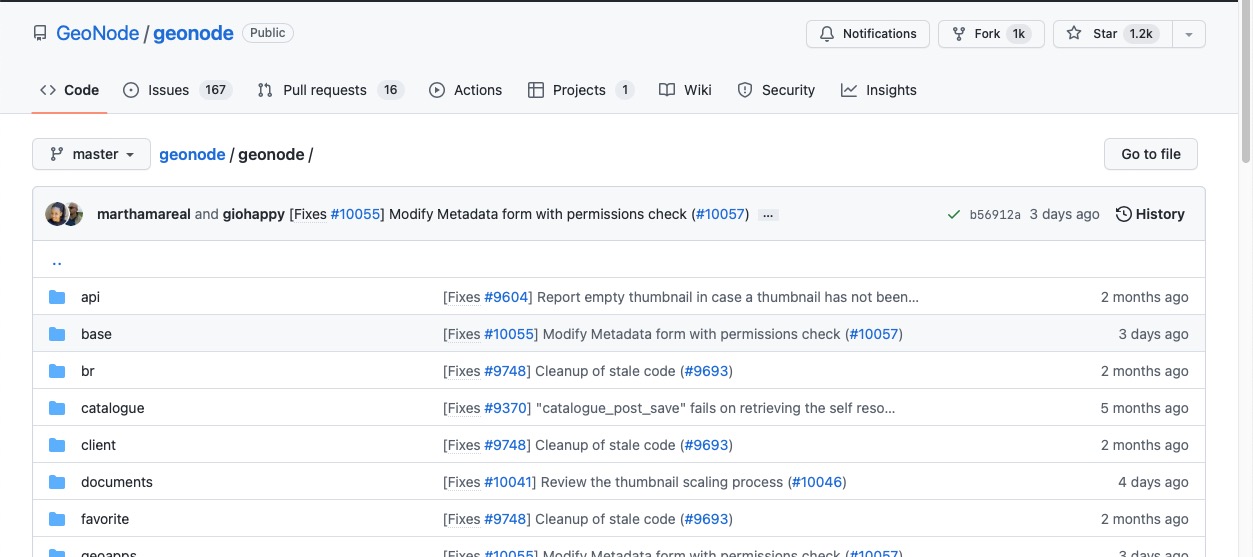 GeoNode / geonode Public Notifications Fork 1k Star 1.2k
Code Issues 167 Pull requests 16 Actions Projects 1 Wiki Security Insights
master geonode / geonode / Go to file
marthamareal and giohappy [Fixes #10055] Modify Metadata form with permissions check (#10057) ... b56912a 3 days ago History
..
api [Fixes #9604] Report empty thumbnail in case a thumbnail has not been... 2 months ago
base [Fixes #10055] Modify Metadata form with permissions check (#10057) 3 days ago
br [Fixes #9748] Cleanup of stale code (#9693) 2 months ago
catalogue [Fixes #9370] "catalogue_post_save" fails on retrieving the self reso... 5 months ago
client [Fixes #9748] Cleanup of stale code (#9693) 2 months ago
documents [Fixes #10041] Review the thumbnail scaling process (#10046) 4 days ago
favorite [Fixes #9748] Cleanup of stale code (#9693) 2 months ago
geoapps [Fixes #10055] Modify Metadata form with permissions check (#10057) 3 days ago